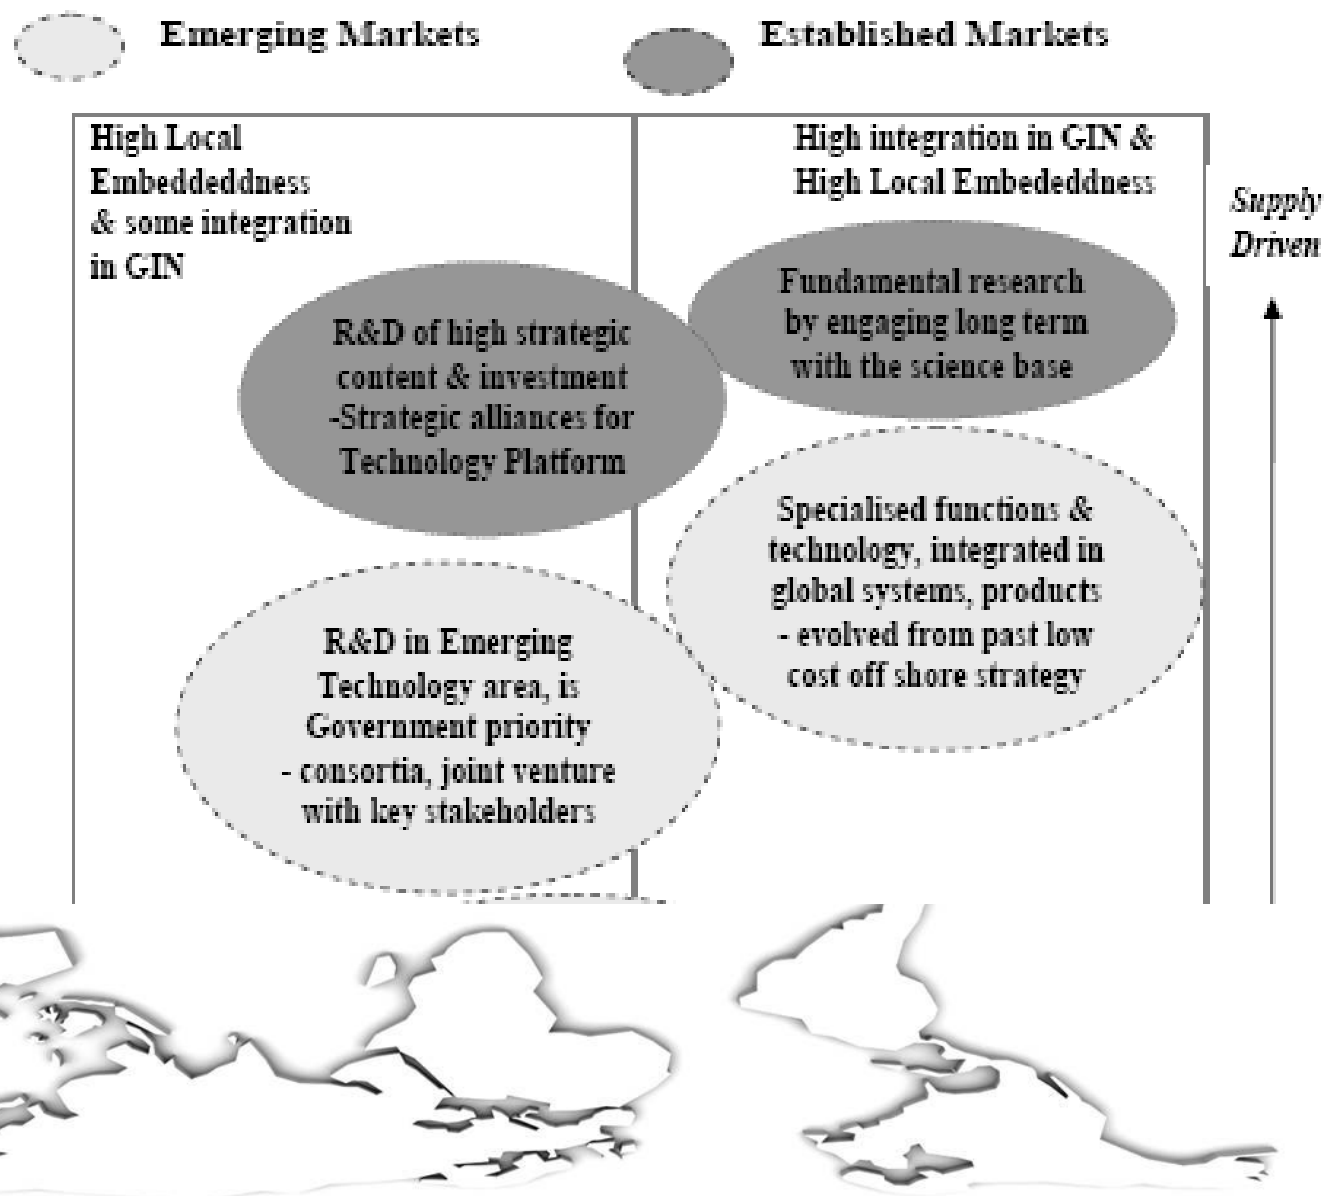 Emerging Markets
Established Markets
High Local
Embeddeddness
& some integration
in GIN
High integration in GIN &
High Local Embededdness
Supply
Driven
R&D of high strategic
content & investment
-Strategic alliances for
Technology Platform
Fundamental research
by engaging long term
with the science base
Specialised functions &
technology, integrated in
global systems, products
- evolved from past low
cost off shore strategy
R&D in Emerging
Technology area, is
Government priority
- consortia, joint venture
with key stakeholders